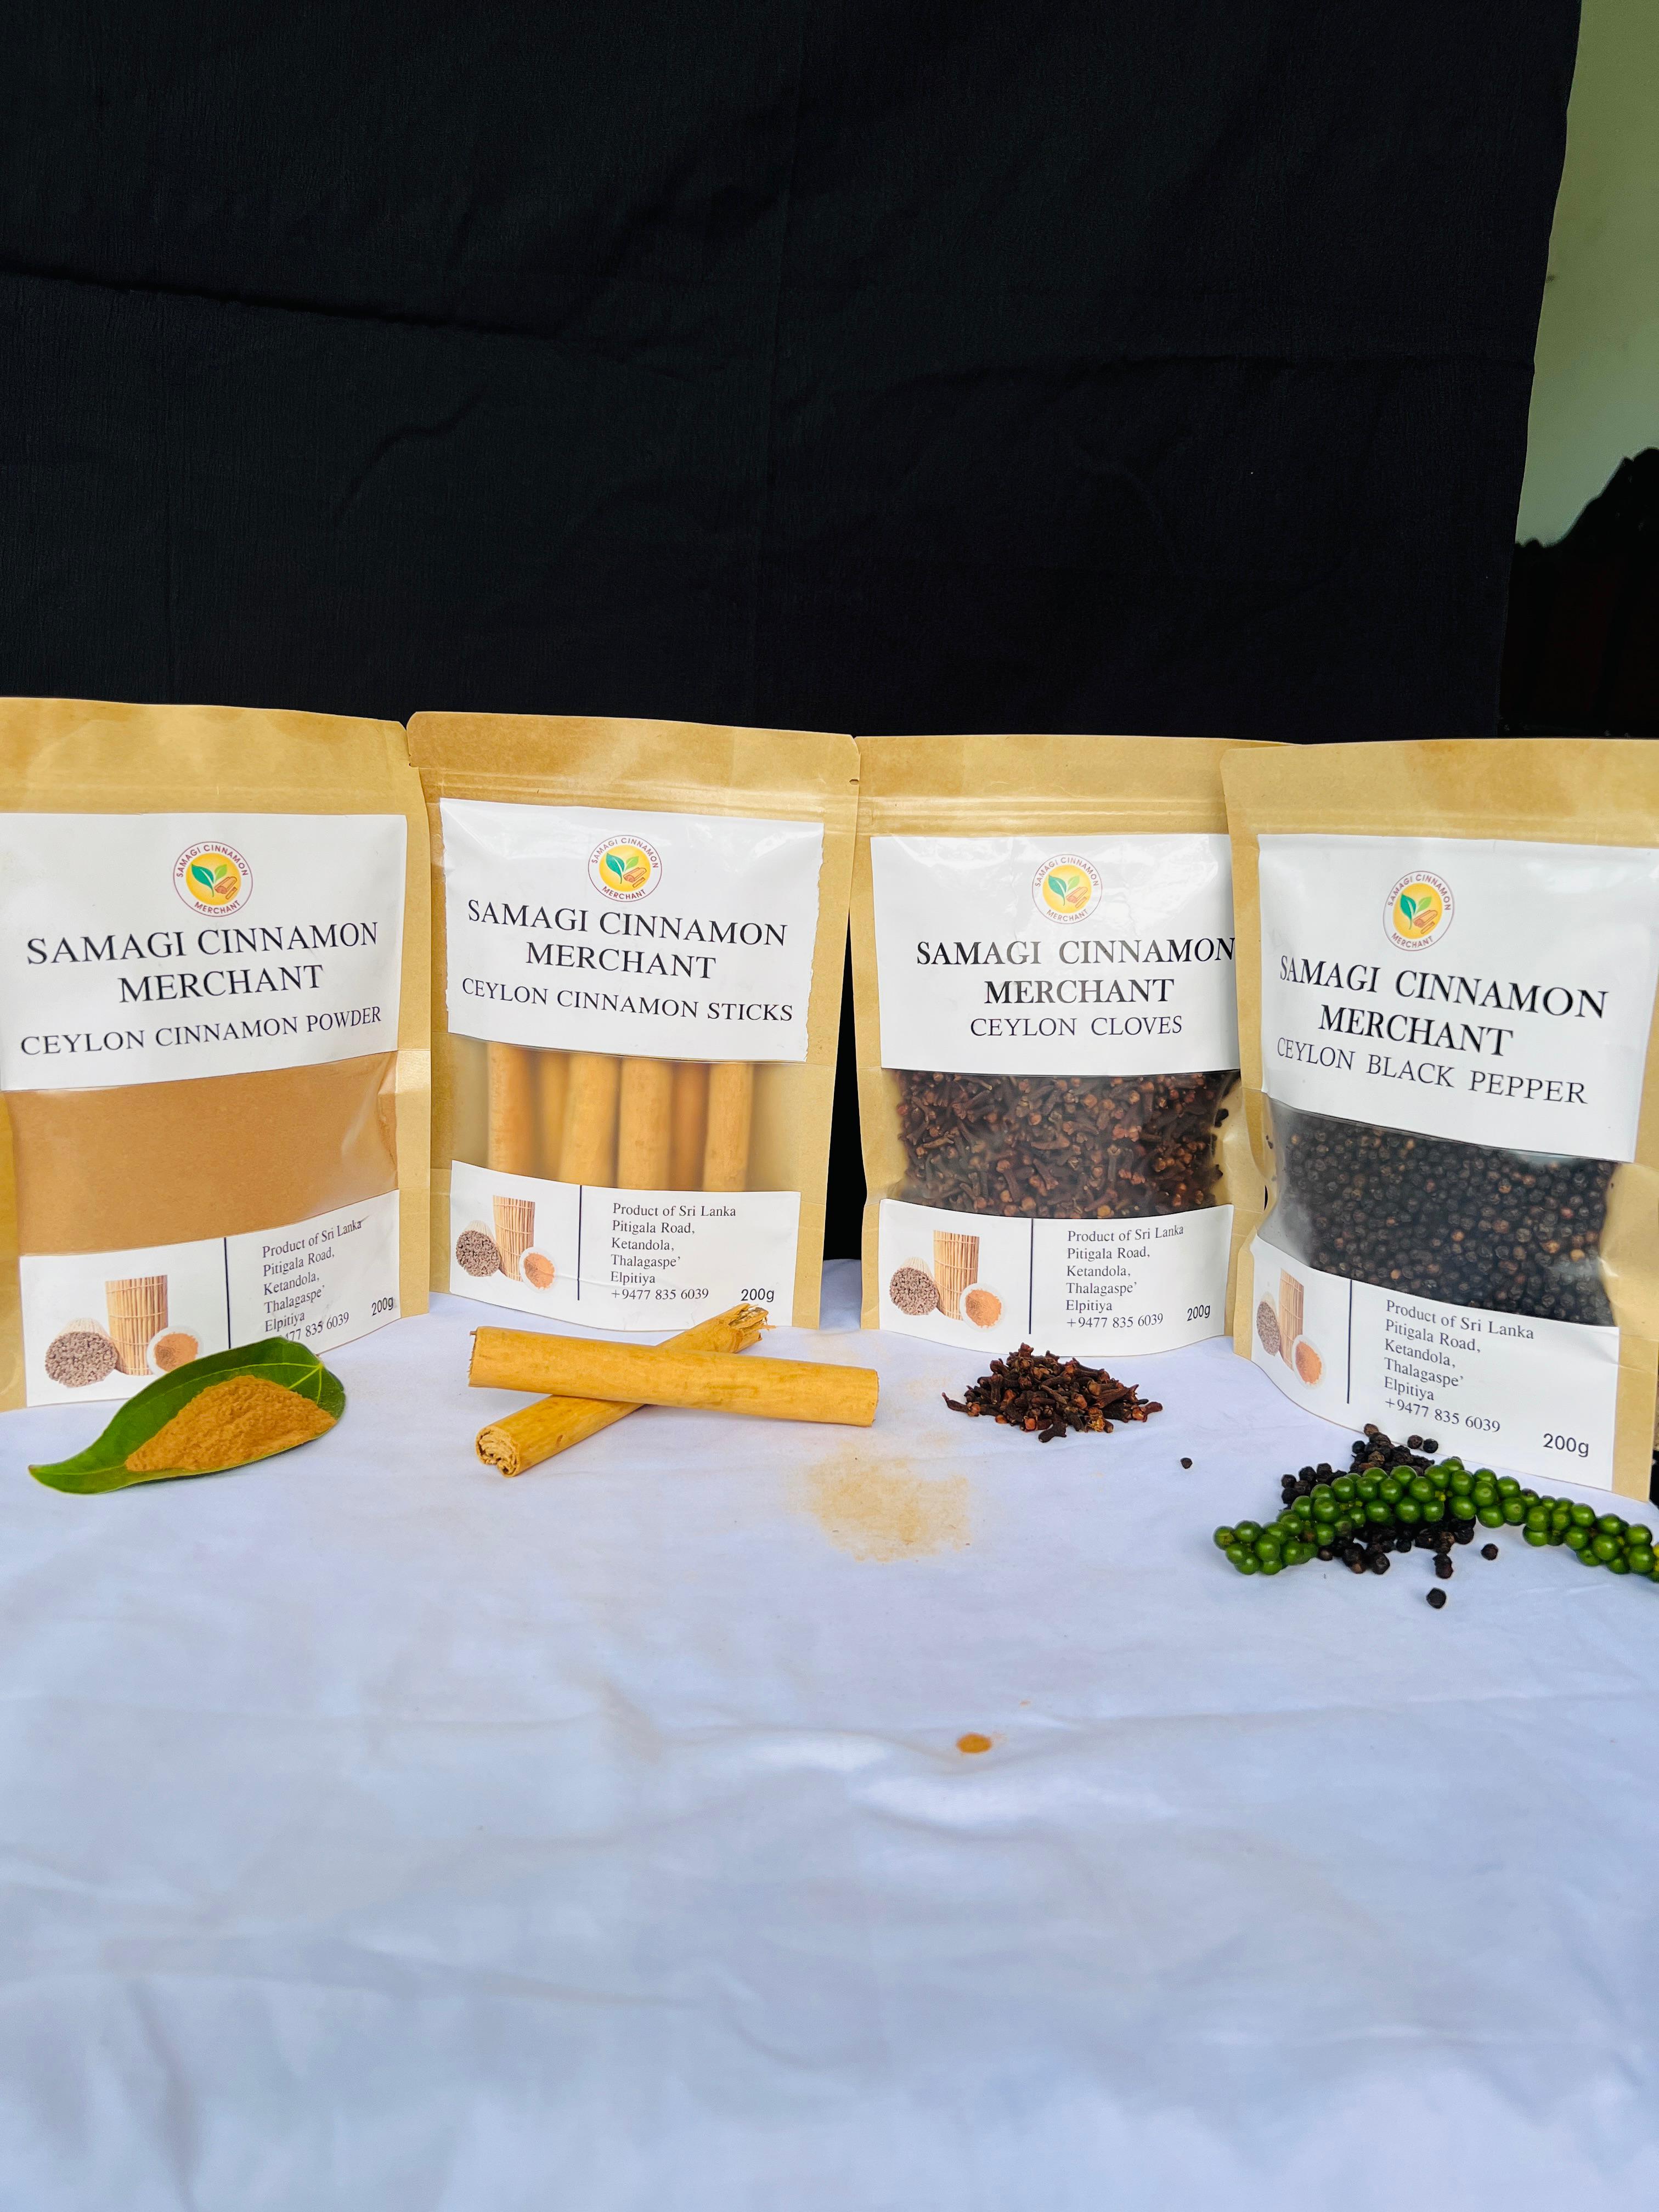 SAMAGI CINNAMON
MERCHANT
SAMAGI CINNAMON
MERCHANT
CEYLON CINNAMON POWDER
Product of Sri Lanka
Pitigala Road,
Ketandola,
Thalagaspe'
Elpitiya
77 835 6039
200g
SAMAGI CINNAMON
MERCHANT
SAMAGI CINNAMON
MERCHANT
CEYLON CINNAMON STICKS
Product of Sri Lanka
Pitigala Road,
Ketandola,
Thalagaspe'
Elpitiya
+9477 835 6039
200g
SAMAGI CINNAMON
MERCHANT
SAMAGI CINNAMON
MERCHANT
CEYLON CLOVES
Product of Sri Lanka
Pitigala Road,
Ketandola,
Thalagaspe'
Elpitiya
+9477 835 6039
200g
SAMAGI CINNAMON
MERCHANT
SAMAGI CINNAMON
MERCHANT
CEYLON BLACK PEPPER
Product of Sri Lanka
Pitigala Road,
Ketandola,
Thalagaspe'
Elpitiya
+9477 835 6039
200g